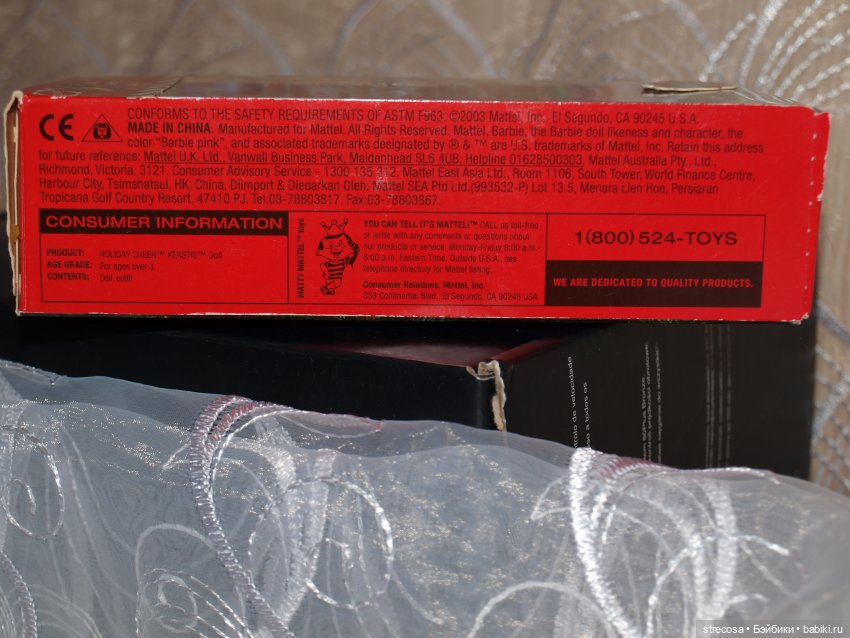 CE
CONFORMS TO THE SAFETY REQUIREMENTS OF ASTM F963. ©2003 Mattel, Inc., El Segundo, CA 90245 U.S.A.
MADE IN CHINA. Manufactured for Mattel. All Rights Reserved. Mattel, Barbie, the Barbie doll likeness and character, the
color "Barbie pink", and associated trademarks designated by ® & ™ are U.S. trademarks of Mattel, Inc. Retain this address
for future reference: Mattel U.K. Ltd., Vanwall Business Park, Maidenhead SL6 4UB. Helpline 01628500303. Mattel Australia Pty., Ltd.,
Richmond, Victoria. 3121. Consumer Advisory Service - 1300 135 312. Mattel East Asia Ltd., Room 1106, South Tower, World Finance Centre,
Harbour City, Tsimshatsui, HK, China. Diimport & Diedarkan Oleh: Mattel SEA Ptd Ltd.(993532-P) Lot 13.5, Menara Lien Hoe, Persiaran
Tropicana Golf Country Resort, 47410 PJ. Tel:03-78803817, Fax:03-78803867.
CONSUMER INFORMATION
PRODUCT: HOLIDAY CHEER™ KERSTIE™ Doll
AGE GRADE: For ages over 3.
CONTENTS: Doll, outfit.
MATTY MATTEL™ toys
YOU CAN TELL IT'S MATTEL!™ CALL us toll-free
or write with any comments or questions about
our products or service: Monday-Friday 8:00 a.m.-
6:00 p.m. Eastern Time. Outside U.S.A., see
telephone directory for Mattel listing.
Consumer Relations, Mattel, Inc.
333 Continental Blvd., El Segundo, CA 90245 USA
1(800) 524-TOYS
WE ARE DEDICATED TO QUALITY PRODUCTS.
strecosa • Бэйбики • babiki.ru